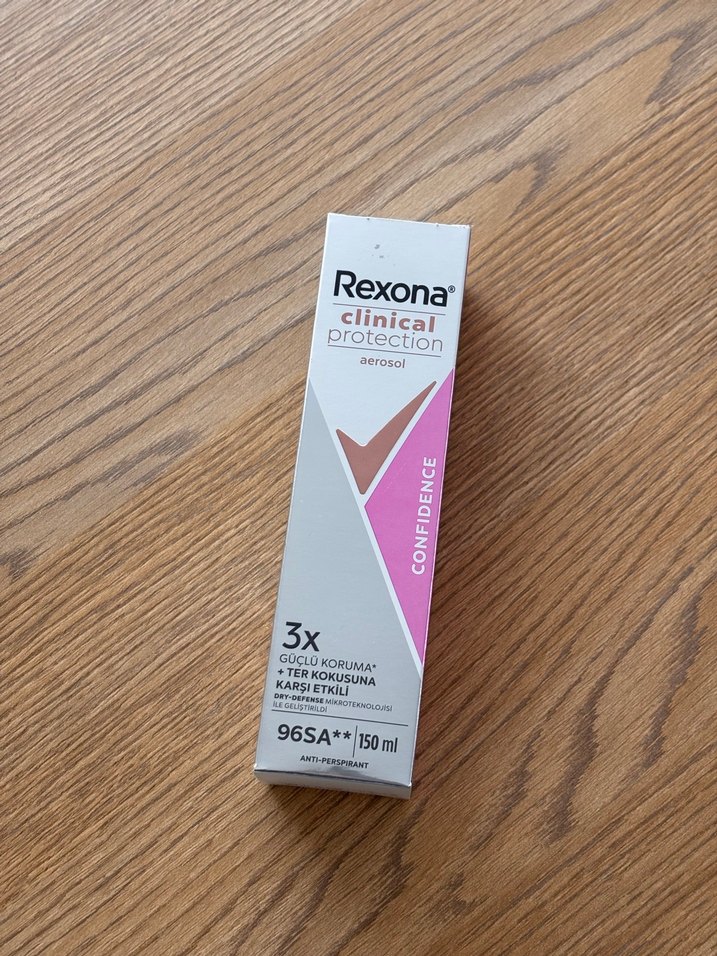 Rexona®
clinical
protection
aerosol
CONFIDENCE
3x
GÜÇLÜ KORUMA*
+ TER KOKUSUNA
KARŞI ETKİLİ
DRY-DEFENSE MİKROTEKNOLOJİSİ
İLE GELİŞTİRİLDİ
96SA** 150 ml
ANTI-PERSPIRANT